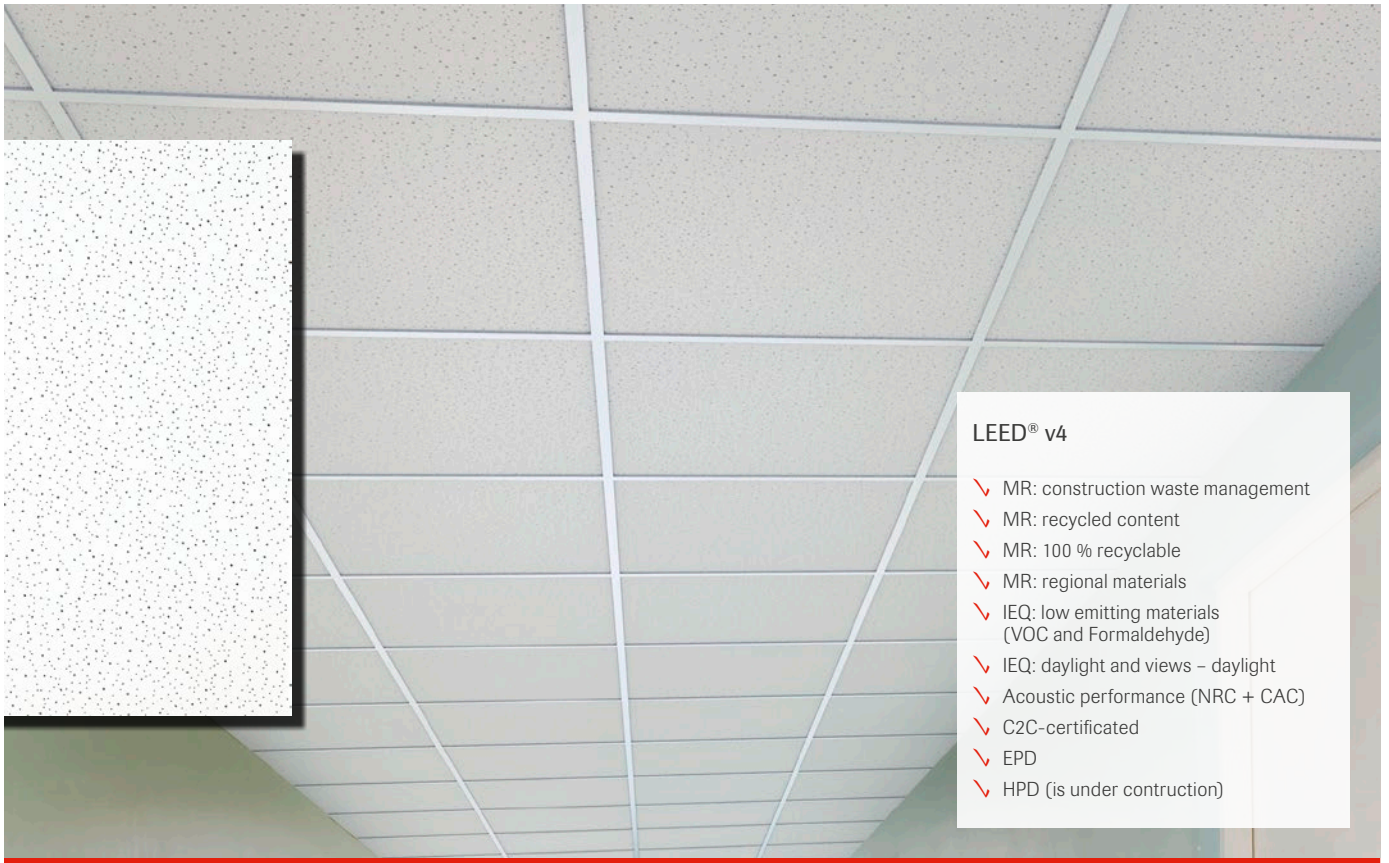 LEED® v4
MR: construction waste management
MR: recycled content
MR: 100 % recyclable
MR: regional materials
IEQ: low emitting materials
(VOC and Formaldehyde)
IEQ: daylight and views – daylight
Acoustic performance (NRC + CAC)
C2C-certificated
EPD
HPD (is under contruction)